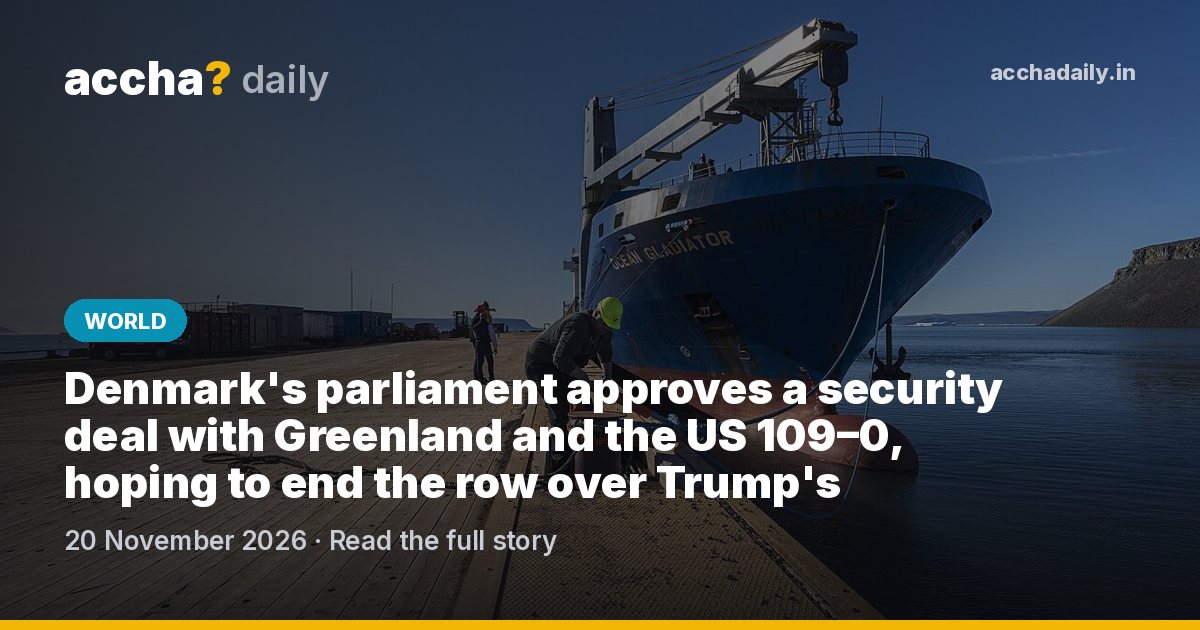 accha? daily
acchadaily.in
OCEAN GLADIATOR
WORLD
Denmark's parliament approves a security
deal with Greenland and the US 109–0,
hoping to end the row over Trump's
20 November 2026 · Read the full story